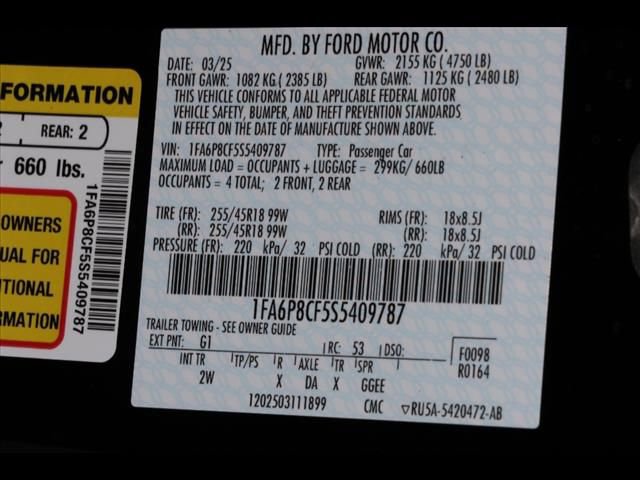 FORMATION
2 REAR: 2
r 660 lbs.
OWNERS
UAL FOR
ITIONAL
RMATION
1FA6P8CF5S5409787
MFD. BY FORD MOTOR CO.
DATE: 03/25 GVWR: 2155 KG (4750 LB)
FRONT GAWR: 1082 KG (2385 LB) REAR GAWR: 1125 KG (2480 LB)
THIS VEHICLE CONFORMS TO ALL APPLICABLE FEDERAL MOTOR
VEHICLE SAFETY, BUMPER, AND THEFT PREVENTION STANDARDS
IN EFFECT ON THE DATE OF MANUFACTURE SHOWN ABOVE.
VIN: 1FA6P8CF5S5409787 TYPE: Passenger Car
MAXIMUM LOAD = OCCUPANTS + LUGGAGE = 299KG/ 660LB
OCCUPANTS = 4 TOTAL; 2 FRONT, 2 REAR
TIRE (FR): 255/45R18 99W RIMS (FR): 18x8.5J
(RR): 255/45R18 99W (RR): 18x8.5J
PRESSURE (FR): 220 kPa/ 32 PSI COLD (RR): 220 kPa/ 32 PSI COLD
1FA6P8CF5S5409787
TRAILER TOWING - SEE OWNER GUIDE
EXT PNT: G1 RC: 53 DSO: F0098
R0164
INT TR TP/PS R AXLE TR SPR
2W X DA X GGEE
1202503111899 CMC ▽RU5A-5420472-AB